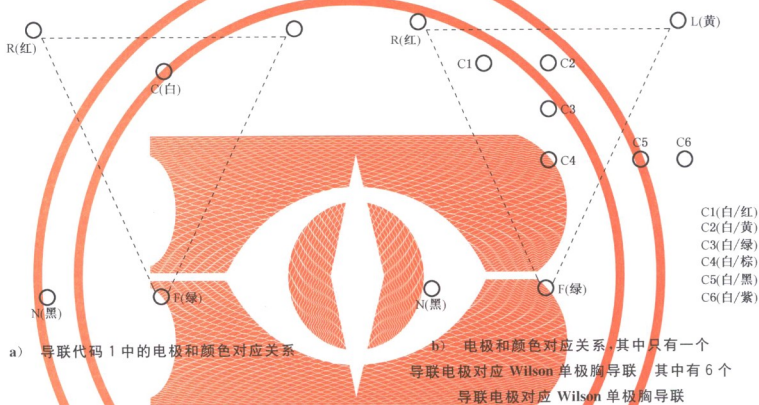 L(黄)
R(红)
R(红)
C1
C2
C(白)
C3
C5
C6
C4
C1(白/红)
C2(白/黄)
C3(白/绿)
C4(白/棕)
C5(白/黑)
C6(白/紫)
F(绿)
F(绿)
N(黑)
N(黑)
a） 导联代码 1 中的电极和颜色对应关系
b） 电极和颜色对应关系,其中只有一个
导联电极对应 Wilson 单极胸导联 其中有 6 个
导联电极对应 Wilson 单极胸导联